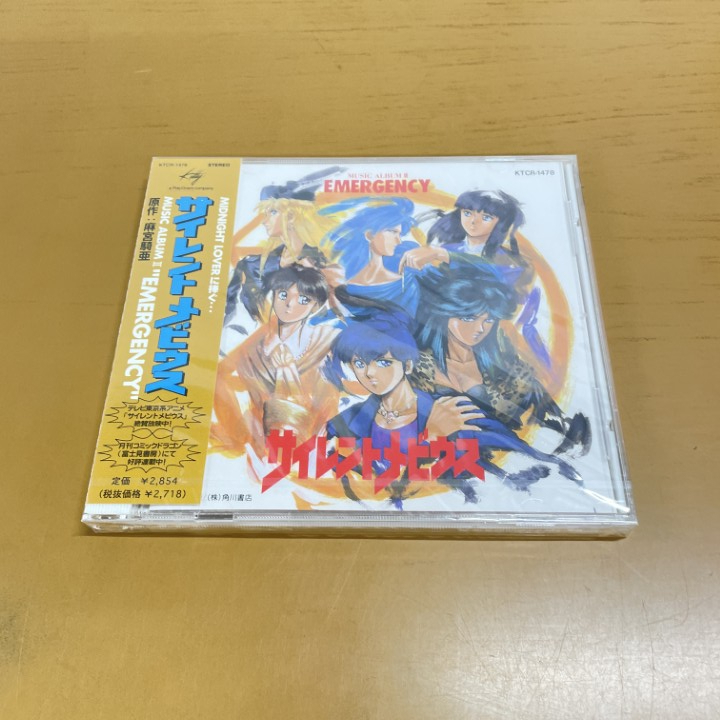 KTCR-1478
STEREO
MIDNIGHT LOVERは囁く…
サイレントメビウス
MUSIC ALBUM II "EMERGENCY"
原作:麻宮騎亜
テレビ東京系アニメ
「サイレントメビウス」
絶賛放映中!
月刊コミックドラゴン
(富士見書房)にて
好評連載中!
定価 ¥2,854
(税抜価格 ¥2,718)
MUSIC ALBUM II
EMERGENCY
KTCR-1478
サイレントメビウス
(株)角川書店